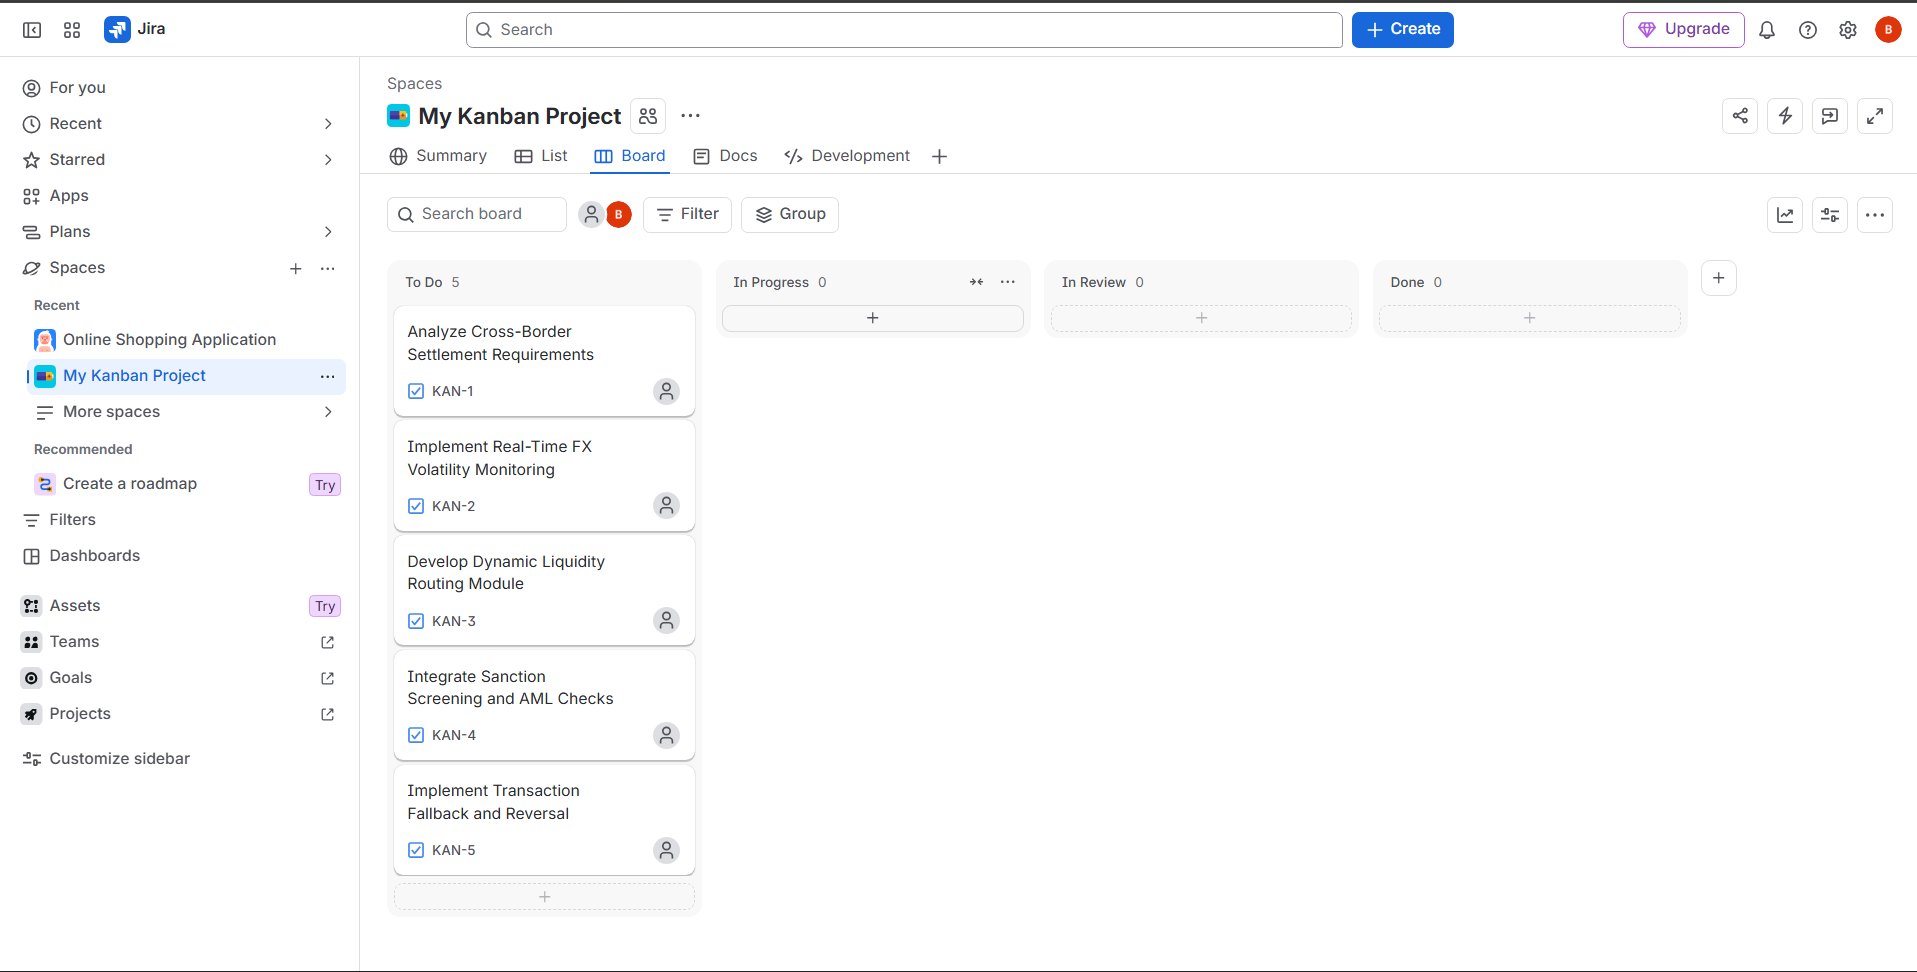 Jira
Search
Create
Upgrade
B
For you
Recent
Starred
Apps
Plans
Spaces
Recent
Online Shopping Application
My Kanban Project
More spaces
Recommended
Create a roadmap
Try
Filters
Dashboards
Assets
Try
Teams
Goals
Projects
Customize sidebar
Spaces
My Kanban Project
Summary
List
Board
Docs
Development
Search board
B
Filter
Group
To Do 5
Analyze Cross-Border
Settlement Requirements
KAN-1
Implement Real-Time FX
Volatility Monitoring
KAN-2
Develop Dynamic Liquidity
Routing Module
KAN-3
Integrate Sanction
Screening and AML Checks
KAN-4
Implement Transaction
Fallback and Reversal
KAN-5
In Progress 0
In Review 0
Done 0